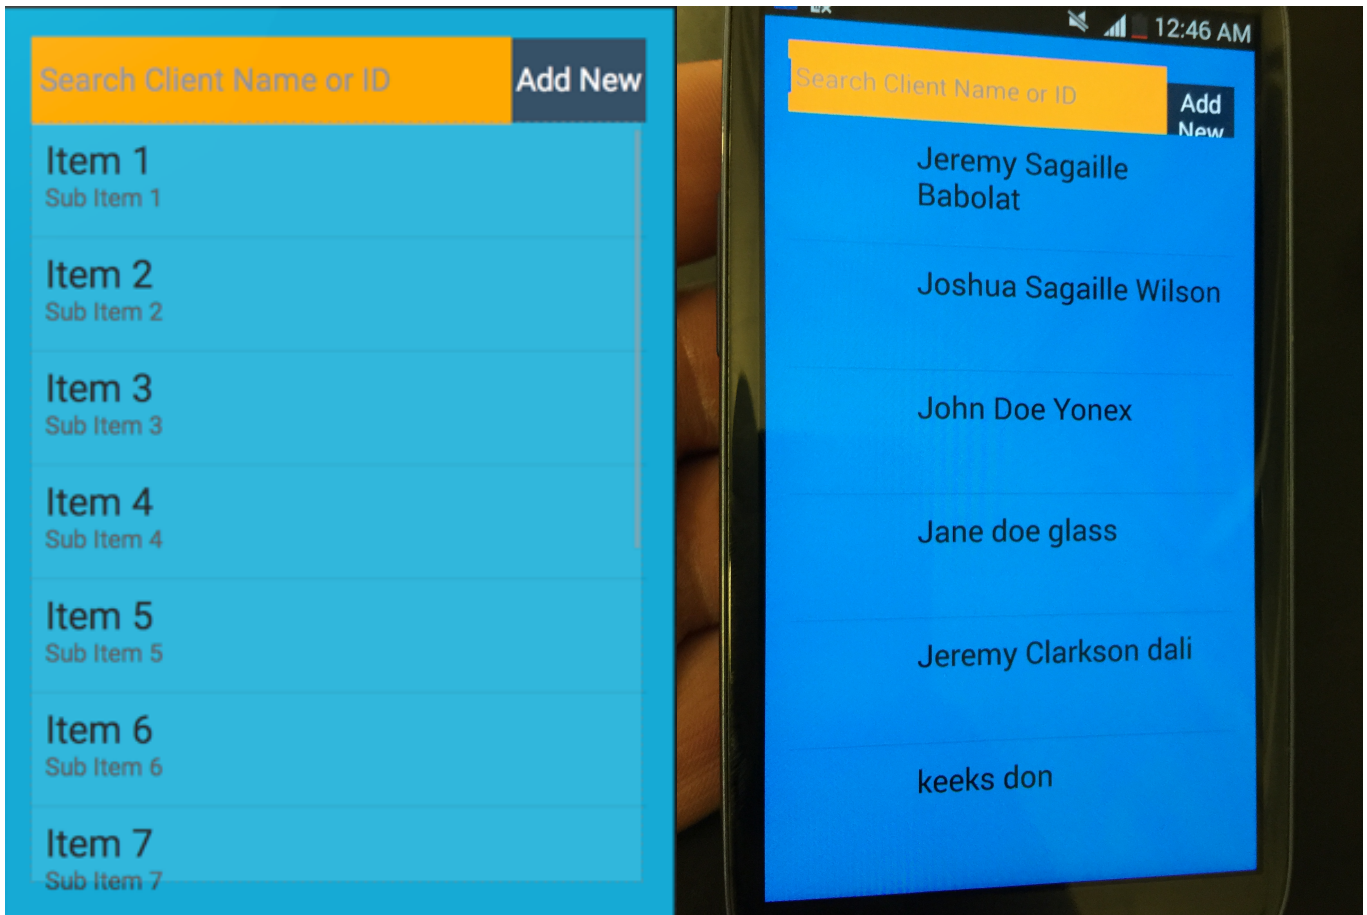 Search Client Name or ID
Add New
Item 1
Sub Item 1
Item 2
Sub Item 2
Item 3
Sub Item 3
Item 4
Sub Item 4
Item 5
Sub Item 5
Item 6
Sub Item 6
Item 7
Sub Item 7
12:46 AM
Search Client Name or ID
Add
New
Jeremy Sagaille
Babolat
Joshua Sagaille Wilson
John Doe Yonex
Jane doe glass
Jeremy Clarkson dali
keeks don